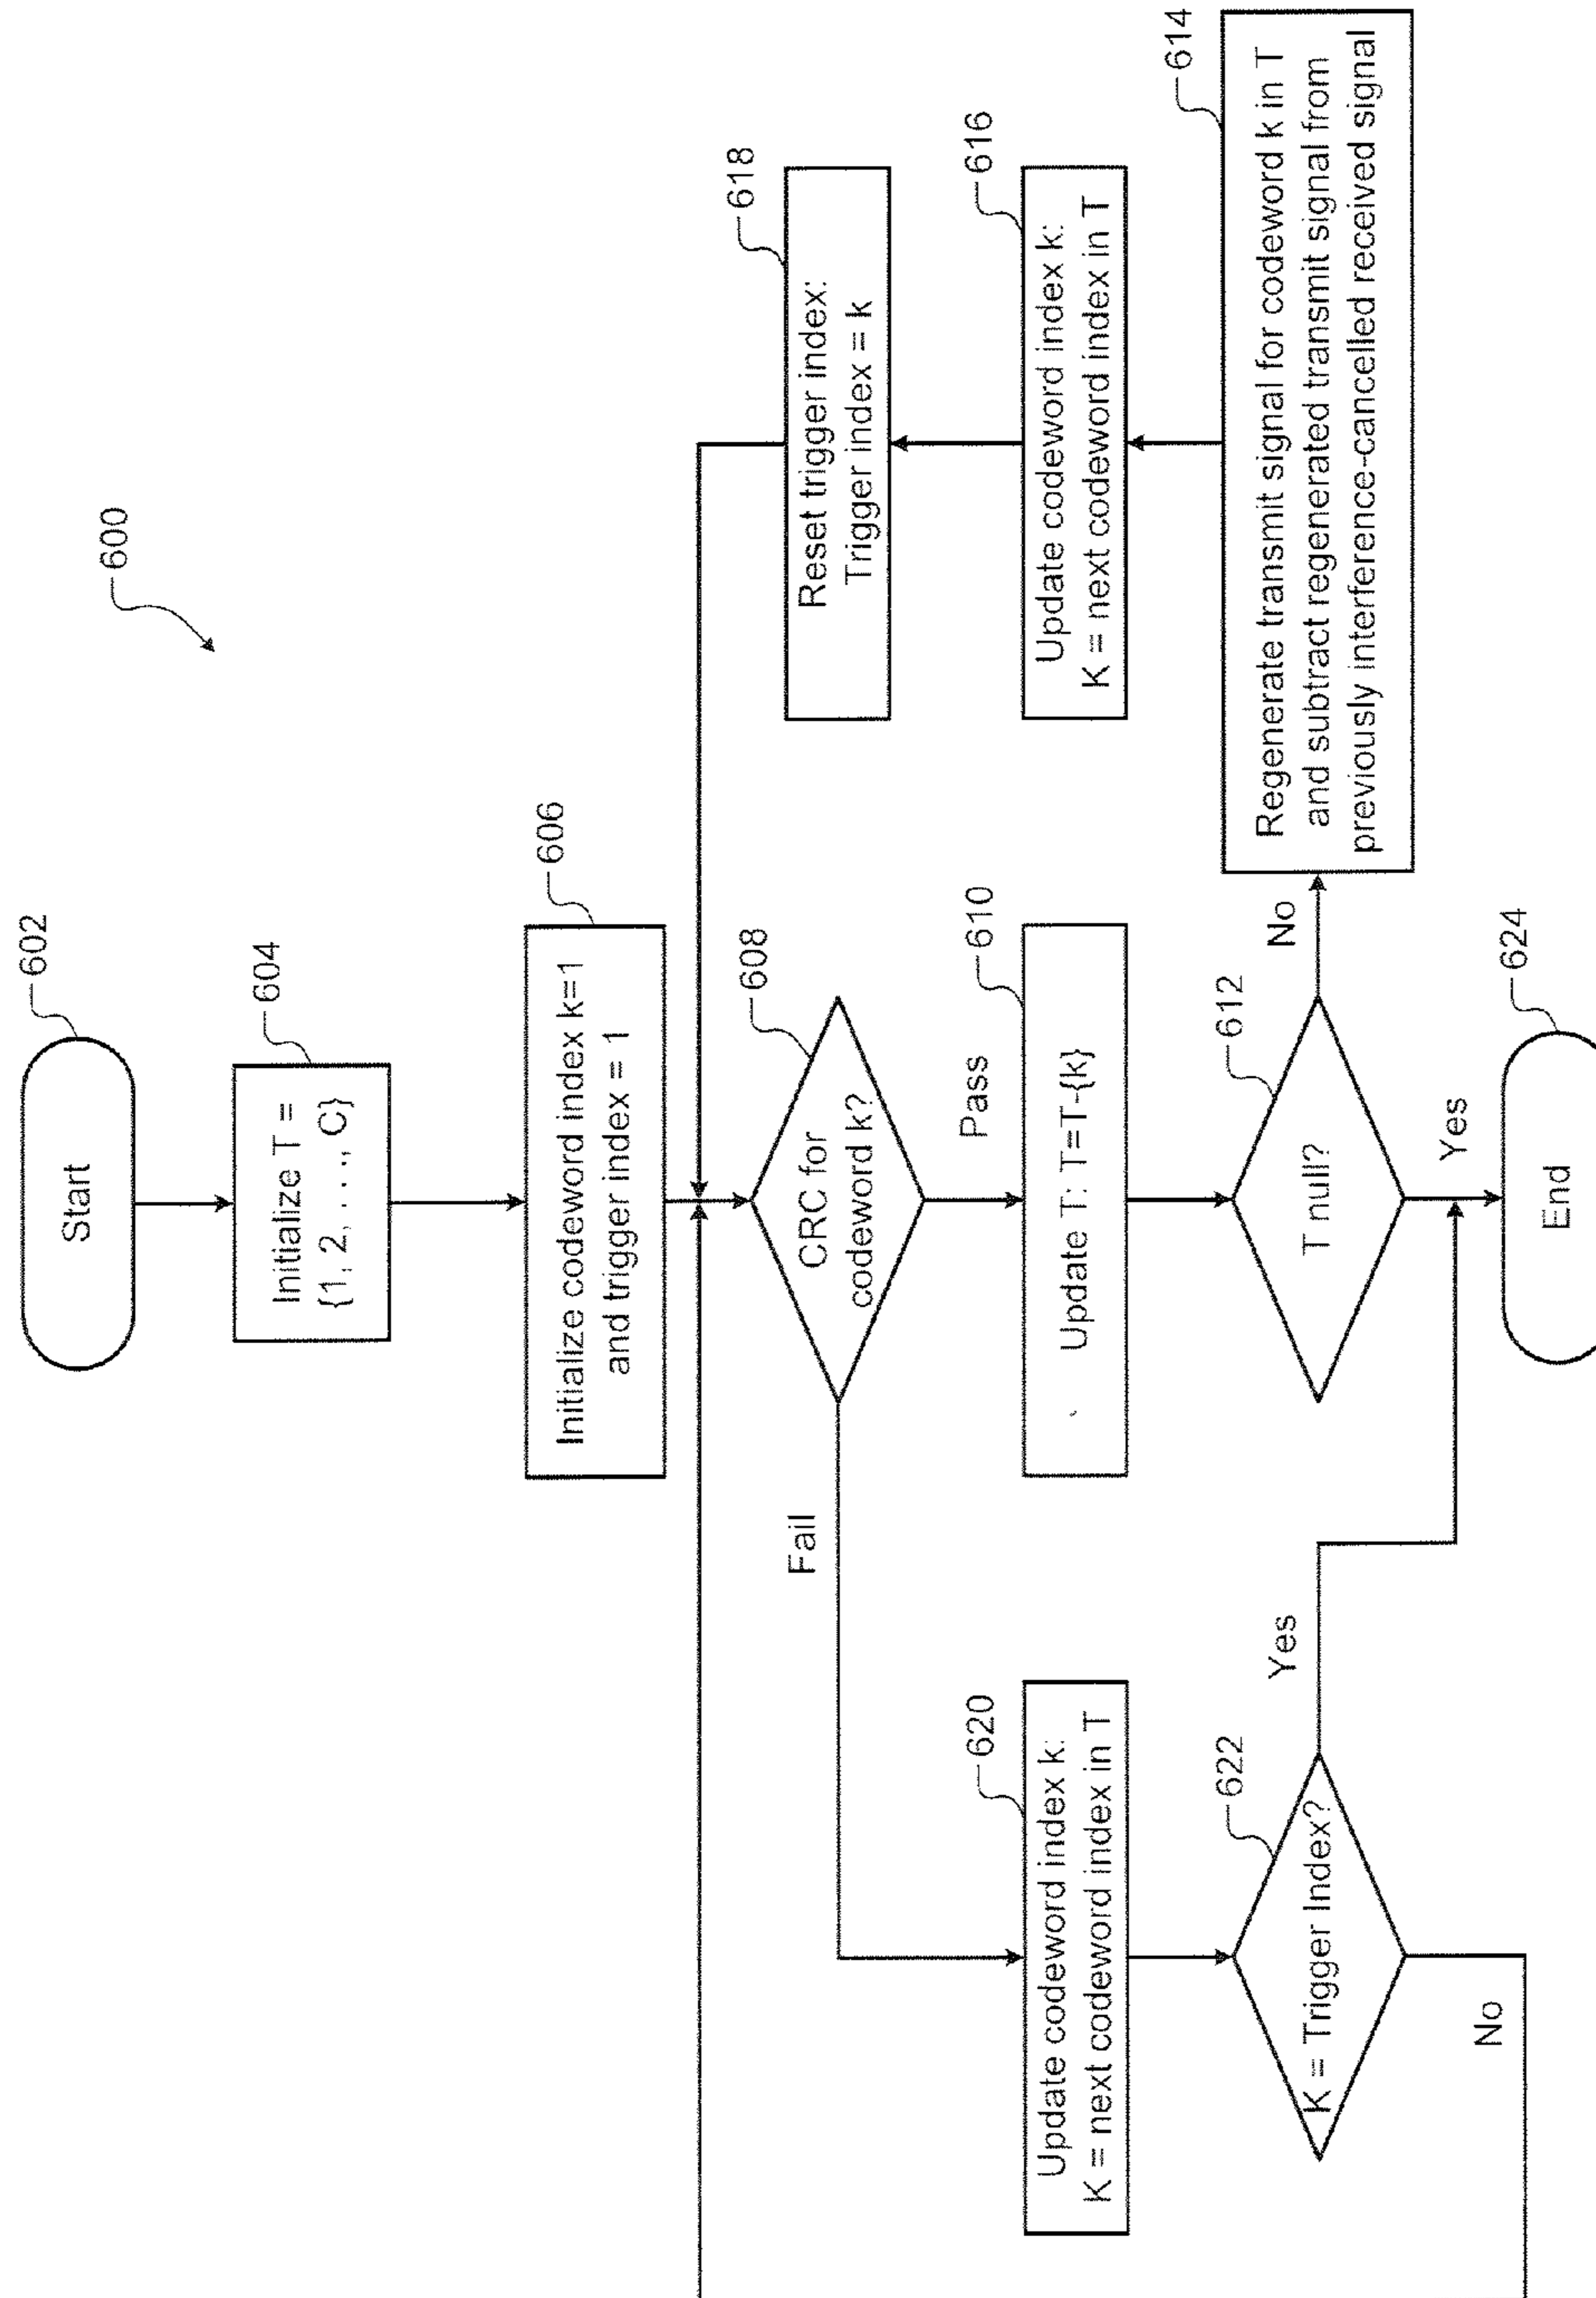 600
Start
602
Initialize T =
{1, 2, . . ., C}
604
Initialize codeword index k=1
and trigger index = 1
606
CRC for
codeword k?
608
Fail
Pass
Update T: T=T-{k}
610
T null?
612
No
Yes
Regenerate transmit signal for codeword k in T
and subtract regenerated transmit signal from
previously interference-cancelled received signal
614
Update codeword index k:
K = next codeword index in T
616
Reset trigger index:
Trigger index = k
618
Update codeword index k:
K = next codeword index in T
620
K = Trigger Index?
622
Yes
No
End
624